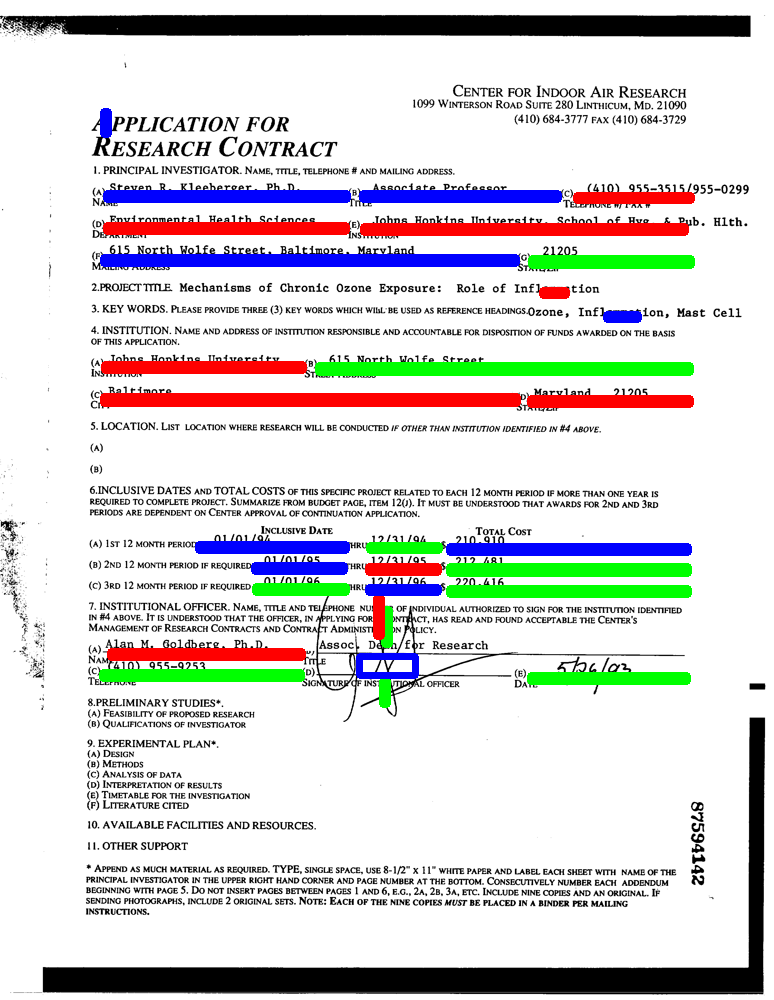 CENTER FOR INDOOR AIR RESEARCH
1099 WINTERSON ROAD SUITE 280 LINTHICUM, MD. 21090
(410) 684-3777 FAX (410) 684-3729
APPLICATION FOR
RESEARCH CONTRACT
1. PRINCIPAL INVESTIGATOR. NAME, TITLE, TELEPHONE # AND MAILING ADDRESS.
(A) Steven R. Kleeberger, Ph.D. (B) Associate Professor (C) (410) 955-3515/955-0299
NAME TITLE TELEPHONE #/ FAX #
(D) Environmental Health Sciences (E) Johns Hopkins University, School of Hyg. & Pub. Hlth.
DEPARTMENT INSTITUTION
(F) 615 North Wolfe Street, Baltimore, Maryland (G) 21205
MAILING ADDRESS STATE/ZIP
2.PROJECT TITLE. Mechanisms of Chronic Ozone Exposure: Role of Inflammation
3. KEY WORDS. PLEASE PROVIDE THREE (3) KEY WORDS WHICH WILL BE USED AS REFERENCE HEADINGS. Ozone, Inflammation, Mast Cell
4. INSTITUTION. NAME AND ADDRESS OF INSTITUTION RESPONSIBLE AND ACCOUNTABLE FOR DISPOSITION OF FUNDS AWARDED ON THE BASIS
OF THIS APPLICATION.
(A) Johns Hopkins University (B) 615 North Wolfe Street
INSTITUTION STREET ADDRESS
(C) Baltimore (D) Maryland 21205
CITY STATE/ZIP
5. LOCATION. LIST LOCATION WHERE RESEARCH WILL BE CONDUCTED IF OTHER THAN INSTITUTION IDENTIFIED IN #4 ABOVE.
(A)
(B)
6.INCLUSIVE DATES AND TOTAL COSTS OF THIS SPECIFIC PROJECT RELATED TO EACH 12 MONTH PERIOD IF MORE THAN ONE YEAR IS
REQUIRED TO COMPLETE PROJECT. SUMMARIZE FROM BUDGET PAGE, ITEM 12(J). IT MUST BE UNDERSTOOD THAT AWARDS FOR 2ND AND 3RD
PERIODS ARE DEPENDENT ON CENTER APPROVAL OF CONTINUATION APPLICATION.
INCLUSIVE DATE TOTAL COST
(A) 1ST 12 MONTH PERIOD 01/01/94 THRU 12/31/94 $ 210,910
(B) 2ND 12 MONTH PERIOD IF REQUIRED 01/01/95 THRU 12/31/95 $ 212,481
(C) 3RD 12 MONTH PERIOD IF REQUIRED 01/01/96 THRU 12/31/96 $ 220,416
7. INSTITUTIONAL OFFICER. NAME, TITLE AND TELEPHONE NUMBER OF INDIVIDUAL AUTHORIZED TO SIGN FOR THE INSTITUTION IDENTIFIED
IN #4 ABOVE. IT IS UNDERSTOOD THAT THE OFFICER, IN APPLYING FOR CONTRACT, HAS READ AND FOUND ACCEPTABLE THE CENTER'S
MANAGEMENT OF RESEARCH CONTRACTS AND CONTRACT ADMINISTRATION POLICY.
(A) Alan M. Goldberg, Ph.D. Assoc. Dean for Research
NAME TITLE
(C) (410) 955-9253 (D) (E) 5/26/93
TELEPHONE SIGNATURE OF INSTITUTIONAL OFFICER DATE
8.PRELIMINARY STUDIES*.
(A) FEASIBILITY OF PROPOSED RESEARCH
(B) QUALIFICATIONS OF INVESTIGATOR
9. EXPERIMENTAL PLAN*.
(A) DESIGN
(B) METHODS
(C) ANALYSIS OF DATA
(D) INTERPRETATION OF RESULTS
(E) TIMETABLE FOR THE INVESTIGATION
(F) LITERATURE CITED
10. AVAILABLE FACILITIES AND RESOURCES.
11. OTHER SUPPORT
* APPEND AS MUCH MATERIAL AS REQUIRED. TYPE, SINGLE SPACE, USE 8-1/2" X 11" WHITE PAPER AND LABEL EACH SHEET WITH NAME OF THE
PRINCIPAL INVESTIGATOR IN THE UPPER RIGHT HAND CORNER AND PAGE NUMBER AT THE BOTTOM. CONSECUTIVELY NUMBER EACH ADDENDUM
BEGINNING WITH PAGE 5. DO NOT INSERT PAGES BETWEEN PAGES 1 AND 6, E.G., 2A, 2B, 3A, ETC. INCLUDE NINE COPIES AND AN ORIGINAL. IF
SENDING PHOTOGRAPHS, INCLUDE 2 ORIGINAL SETS. NOTE: EACH OF THE NINE COPIES MUST BE PLACED IN A BINDER PER MAILING
INSTRUCTIONS.
87594142